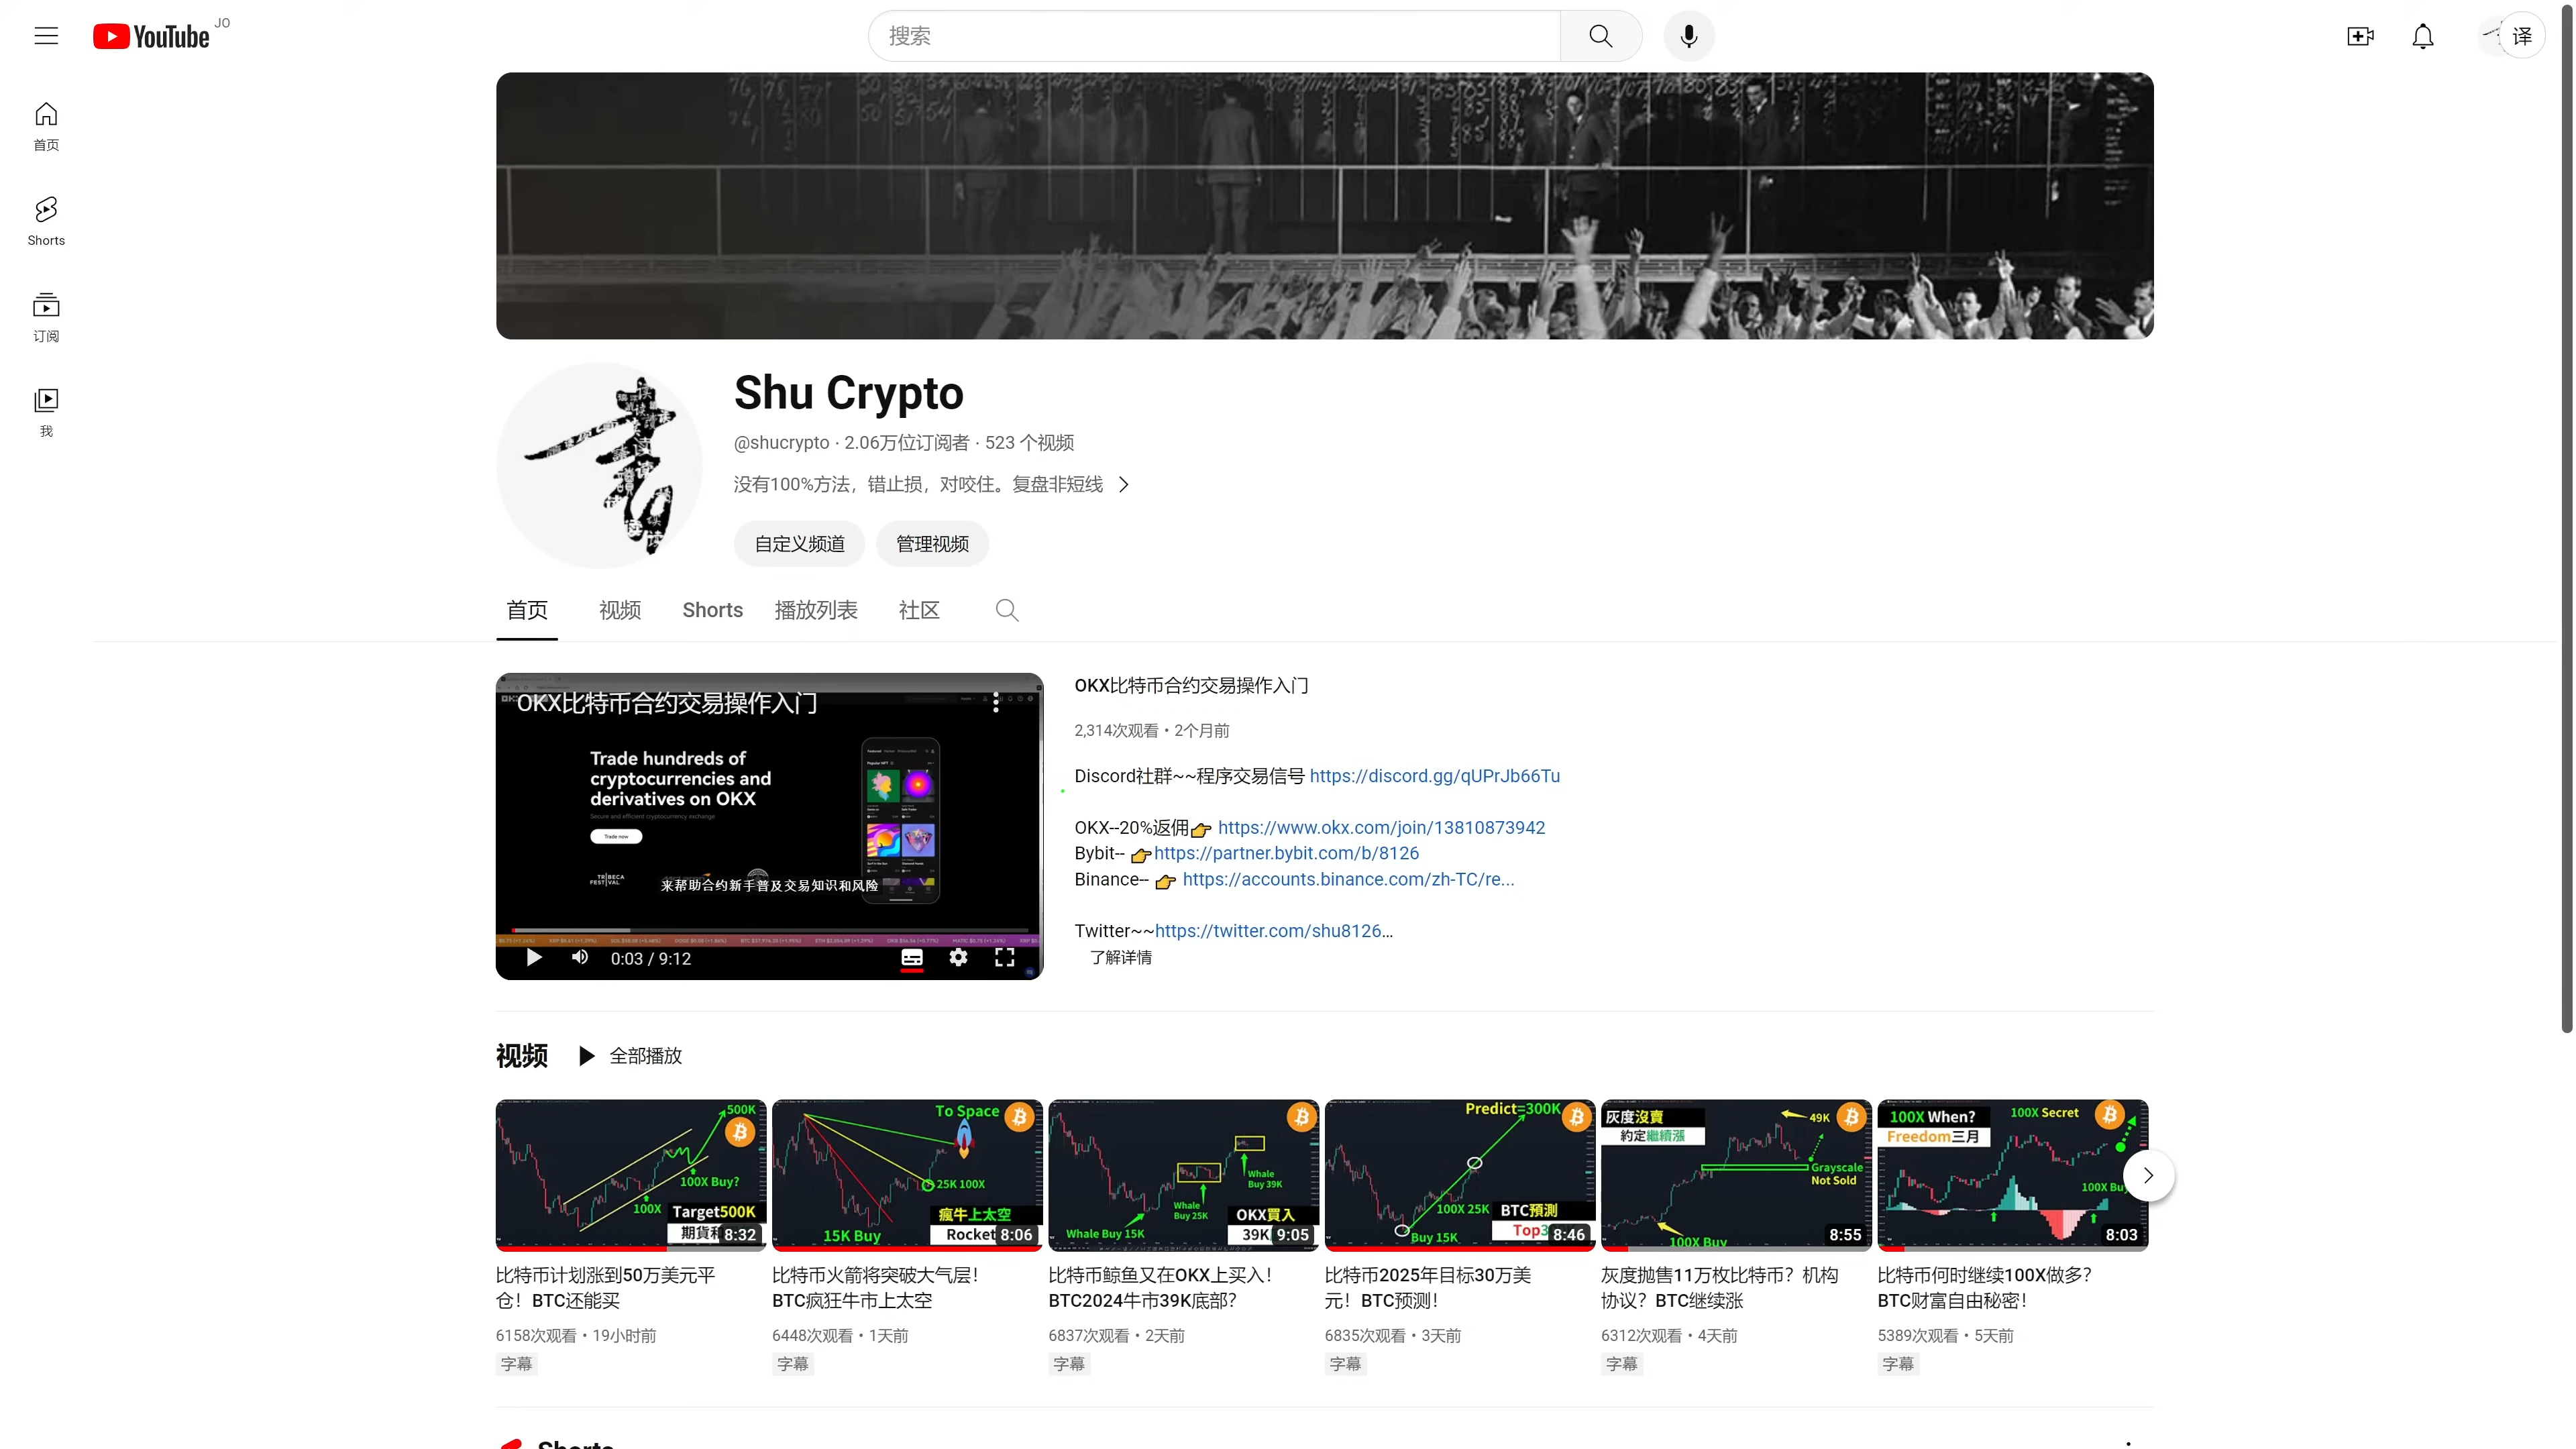 YouTube JO
搜索
译
首页
Shorts
订阅
我
Shu Crypto
@shucrypto · 2.06万位订阅者 · 523 个视频
没有100%方法，错止损，对咬住。复盘非短线
自定义频道 管理视频
首页 视频 Shorts 播放列表 社区
OKX比特币合约交易操作入门
Trade hundreds of
cryptocurrencies and
derivatives on OKX
Secure and efficient cryptocurrency exchange
Trade now
TRIBECA
FESTIVAL
来帮助合约新手普及交易知识和风险
0:03 / 9:12
OKX比特币合约交易操作入门
2,314次观看 • 2个月前
Discord社群~~程序交易信号 https://discord.gg/qUPrJb66Tu
OKX--20%返佣👉 https://www.okx.com/join/13810873942
Bybit-- 👉https://partner.bybit.com/b/8126
Binance-- 👉 https://accounts.binance.com/zh-TC/re...
Twitter~~https://twitter.com/shu8126...
了解详情
视频 全部播放
500K
100X Buy?
100X
Target500K
8:32
比特币计划涨到50万美元平
仓！BTC还能买
6158次观看 • 19小时前
字幕
To Space
25K 100X
瘋牛上太空
15K Buy
Rocket
8:06
比特币火箭将突破大气层！
BTC疯狂牛市上太空
6448次观看 • 1天前
字幕
Whale
Buy 39K
Whale
Buy 25K
Whale Buy 15K
OKX買入
39K
9:05
比特币鲸鱼又在OKX上买入！
BTC2024牛市39K底部？
6837次观看 • 2天前
字幕
Predict=300K
100X 25K
BTC預測
Buy 15K
Top3
8:46
比特币2025年目标30万美
元！BTC预测！
6835次观看 • 3天前
字幕
灰度沒賣
約定繼續漲
49K
Grayscale
Not Sold
100X Buy
8:55
灰度抛售11万枚比特币？机构
协议？BTC继续涨
6312次观看 • 4天前
字幕
100X When?
Freedom三月
100X Secret
100X Buy
8:03
比特币何时继续100X做多？
BTC财富自由秘密！
5389次观看 • 5天前
字幕
Shorts